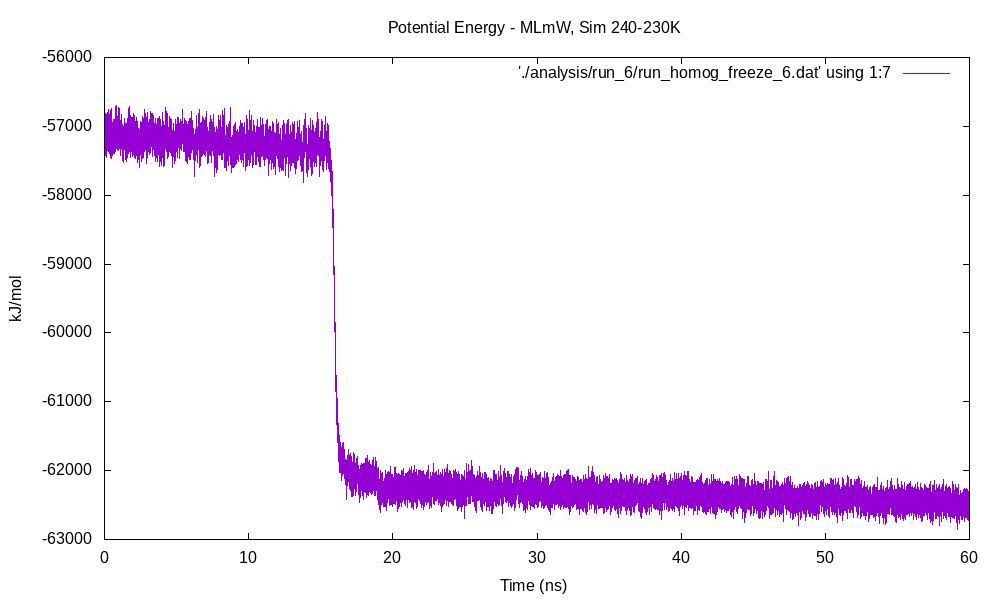 Potential Energy - MLmW, Sim 240-230K
'./analysis/run_6/run_homog_freeze_6.dat' using 1:7
-56000
-57000
-58000
-59000
-60000
-61000
-62000
-63000
kJ/mol
0 10 20 30 40 50 60
Time (ns)